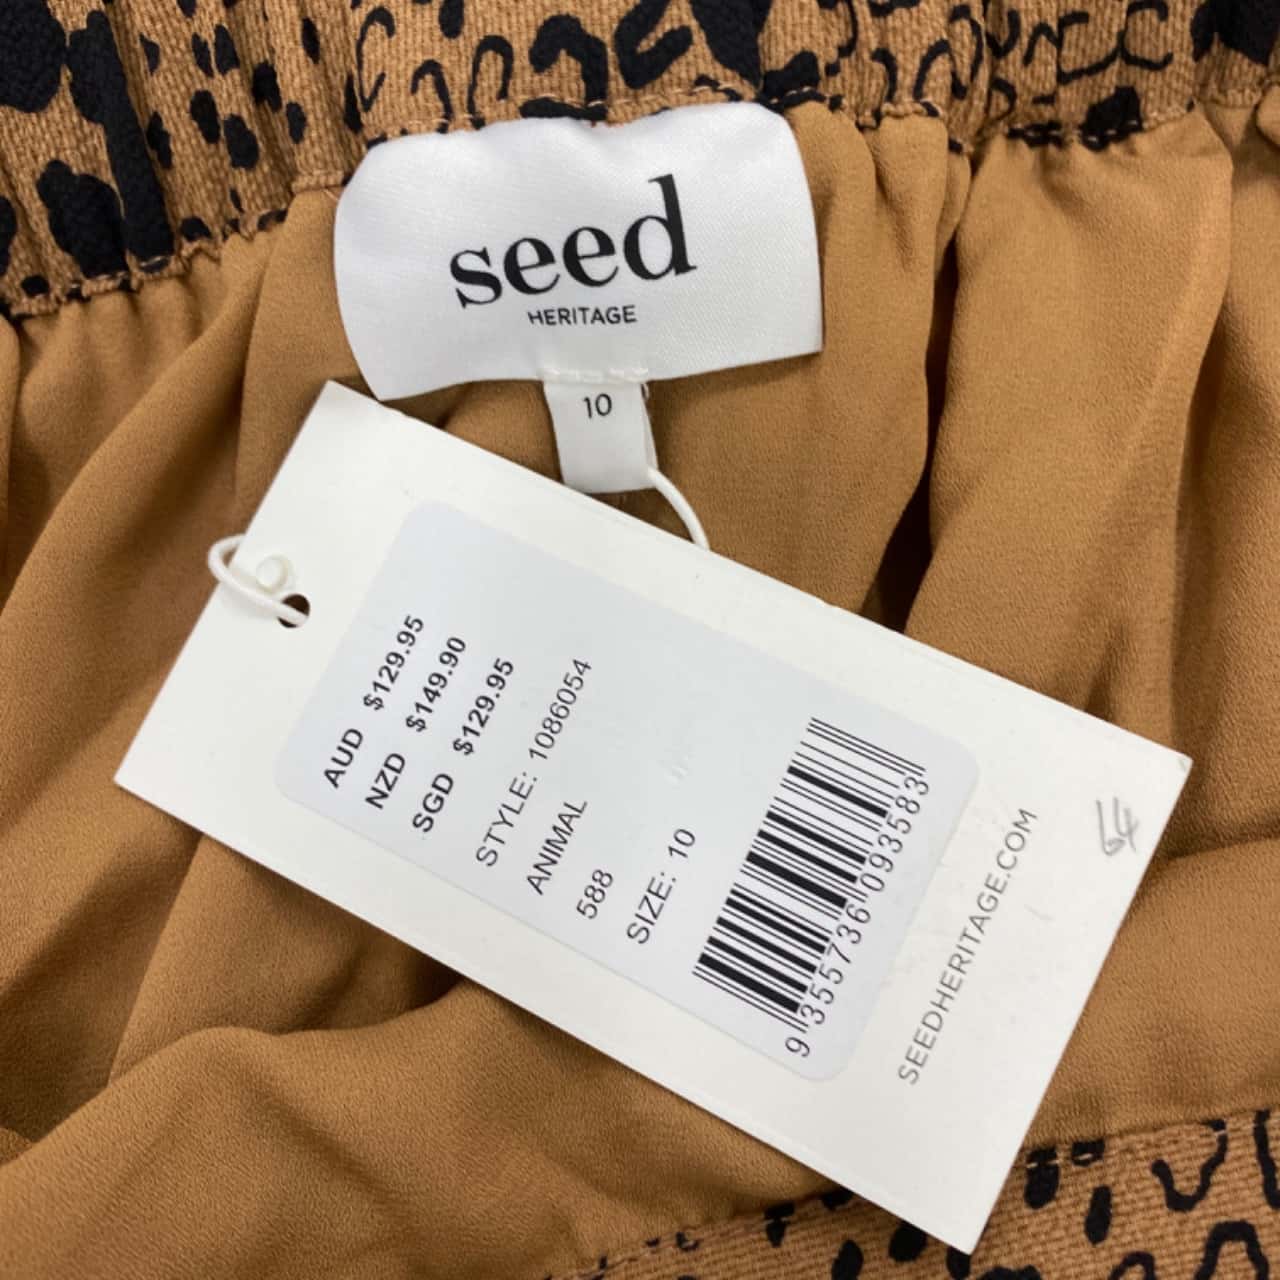 seed
HERITAGE
10
AUD $129.95
NZD $149.90
SGD $129.95
STYLE: 1086054
ANIMAL
588
SIZE: 10
9 355736 093583
SEEDHERITAGE.COM
64